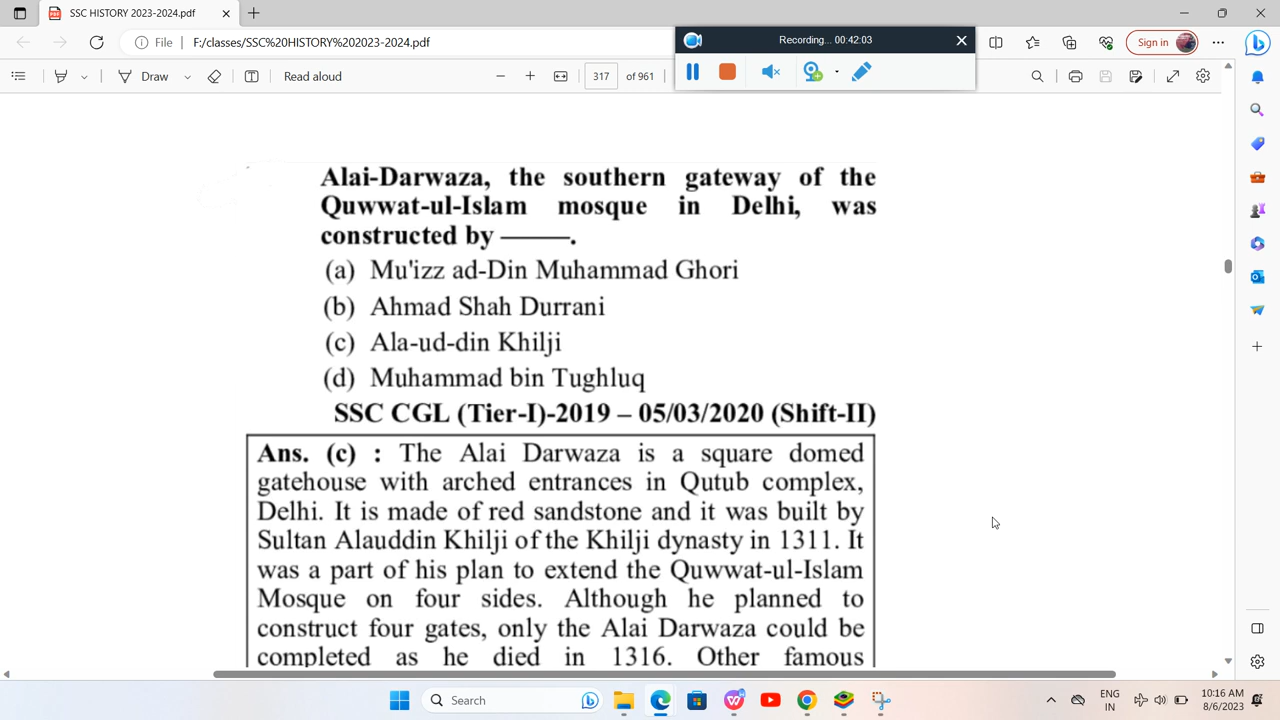 SSC HISTORY 2023-2024.pdf
Recording... 00:42:03
File F:/classes/SSC%20HISTORY%202023-2024.pdf
Sign in
Draw Read aloud 317 of 961
Alai-Darwaza, the southern gateway of the
Quwwat-ul-Islam mosque in Delhi, was
constructed by ———.
(a) Mu'izz ad-Din Muhammad Ghori
(b) Ahmad Shah Durrani
(c) Ala-ud-din Khilji
(d) Muhammad bin Tughluq
SSC CGL (Tier-I)-2019 – 05/03/2020 (Shift-II)
Ans. (c) : The Alai Darwaza is a square domed
gatehouse with arched entrances in Qutub complex,
Delhi. It is made of red sandstone and it was built by
Sultan Alauddin Khilji of the Khilji dynasty in 1311. It
was a part of his plan to extend the Quwwat-ul-Islam
Mosque on four sides. Although he planned to
construct four gates, only the Alai Darwaza could be
completed as he died in 1316. Other famous
Search
ENG
IN
10:16 AM
8/6/2023